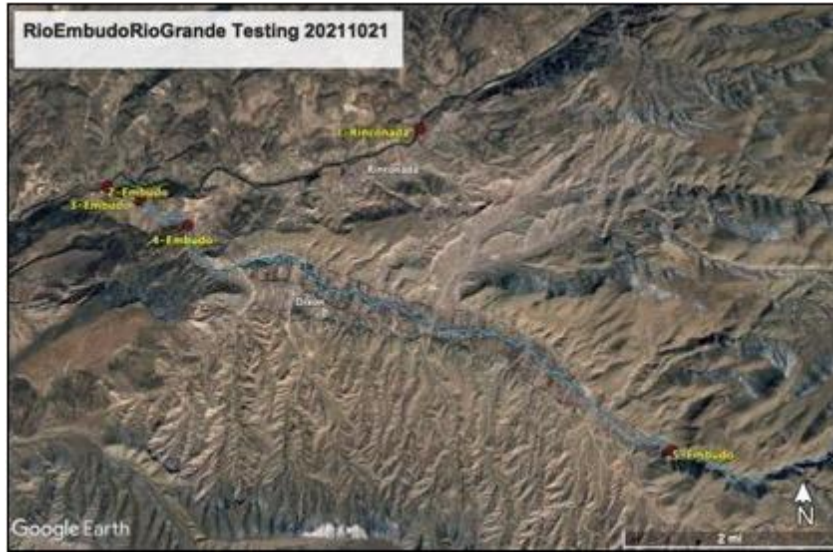 RioEmbudoRioGrande Testing 20211021
1-Rinconada
Rinconada
2-Embudo
3-Embudo
4-Embudo
Dixon
5-Embudo
N
Google Earth
2 mi